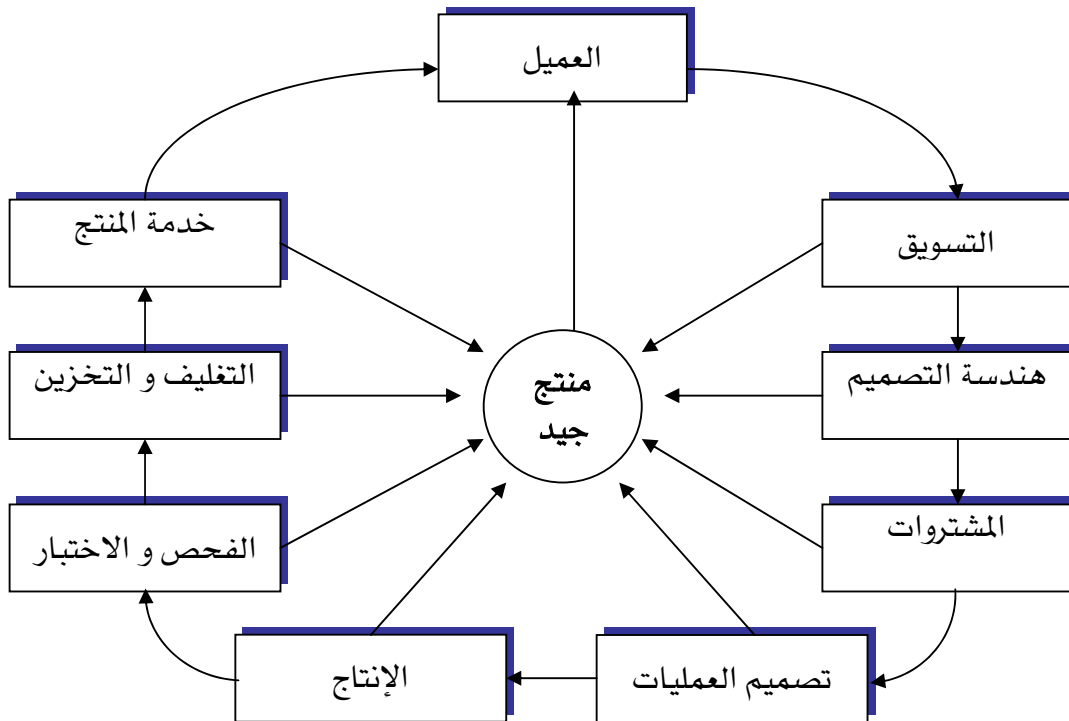 العميل
خدمة المنتج
التسويق
التغليف و التخزين
منتج
جيد
هندسة التصميم
الفحص و الاختبار
المشتروات
الإنتاج
تصميم العمليات